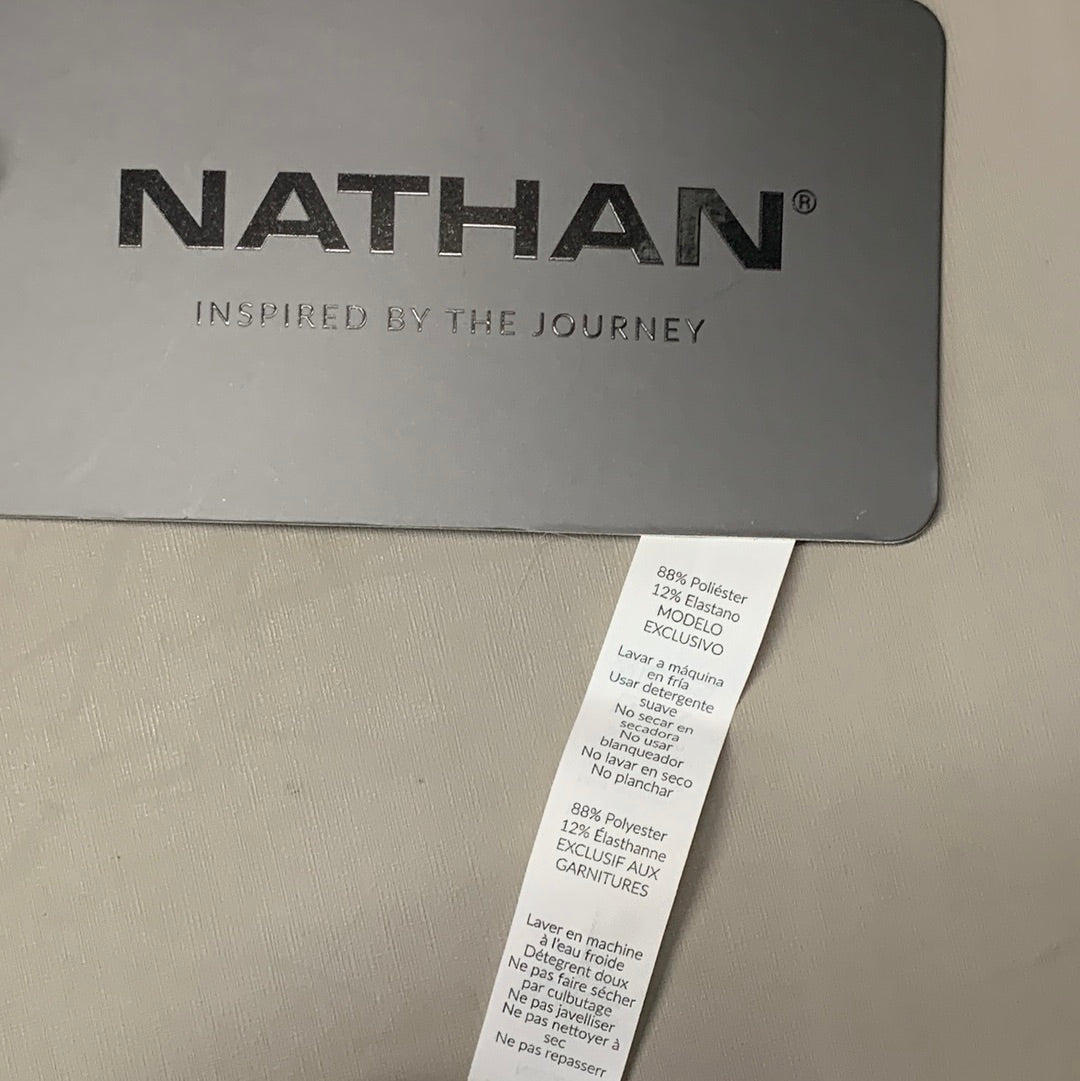 NATHAN®
INSPIRED BY THE JOURNEY
88% Poliéster
12% Elastano
MODELO
EXCLUSIVO
Lavar a máquina
en fría
Usar detergente
suave
No secar en
secadora
No usar
blanqueador
No lavar en seco
No planchar
88% Polyester
12% Élasthanne
EXCLUSIF AUX
GARNITURES
Laver en machine
à l'eau froide
Détegrent doux
Ne pas faire sécher
par culbutage
Ne pas javelliser
Ne pas nettoyer à
sec
Ne pas repasserr